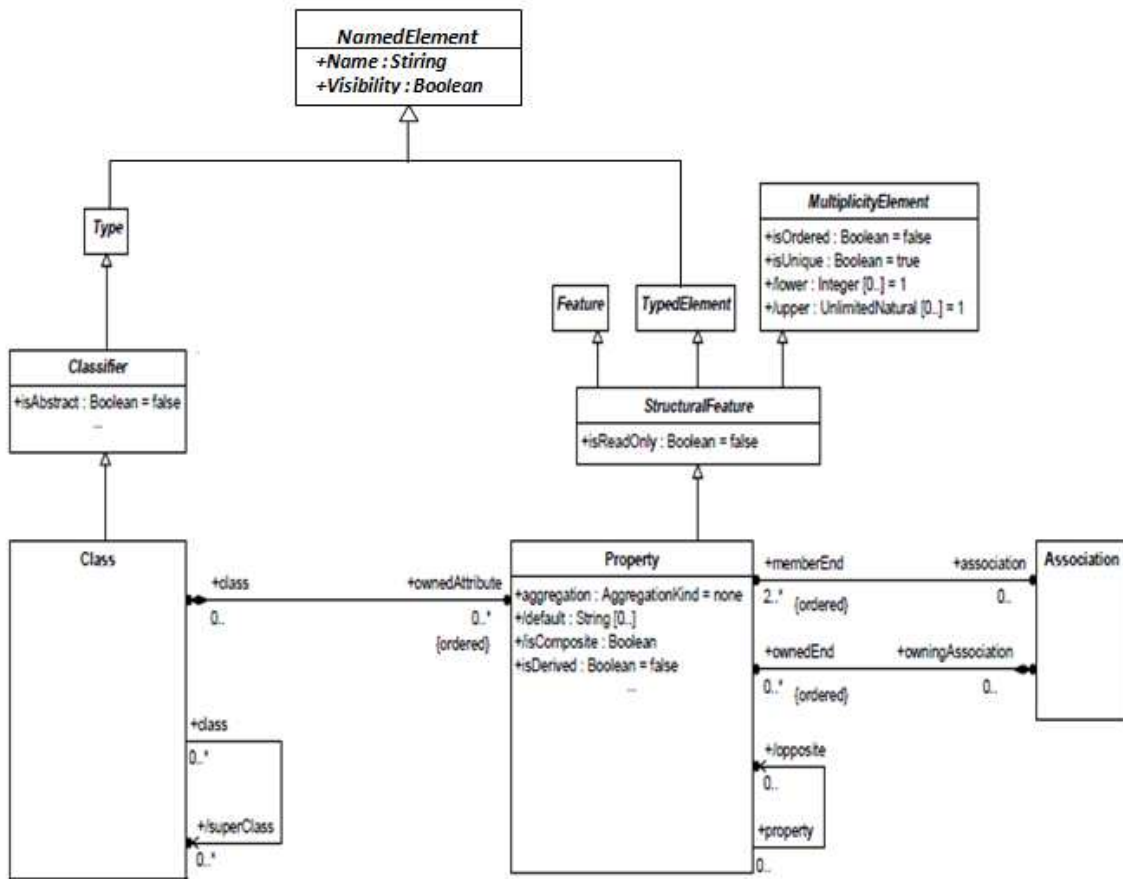 NamedElement
+Name : Stiring
+Visibility : Boolean
Type
MultiplicityElement
+isOrdered : Boolean = false
+isUnique : Boolean = true
+/lower : Integer [0..] = 1
+/upper : UnlimitedNatural [0..] = 1
Feature
TypedElement
Classifier
+isAbstract : Boolean = false
...
StructuralFeature
+isReadOnly : Boolean = false
Class
+class
0..
+ownedAttribute
0..*
{ordered}
Property
+aggregation : AggregationKind = none
+/default : String [0..]
+/isComposite : Boolean
+isDerived : Boolean = false
...
+memberEnd
2..*
{ordered}
+association
0..
Association
+ownedEnd
0..*
{ordered}
+owningAssociation
0..
+class
0..*
+/superClass
0..*
+/opposite
0..
+property
0..